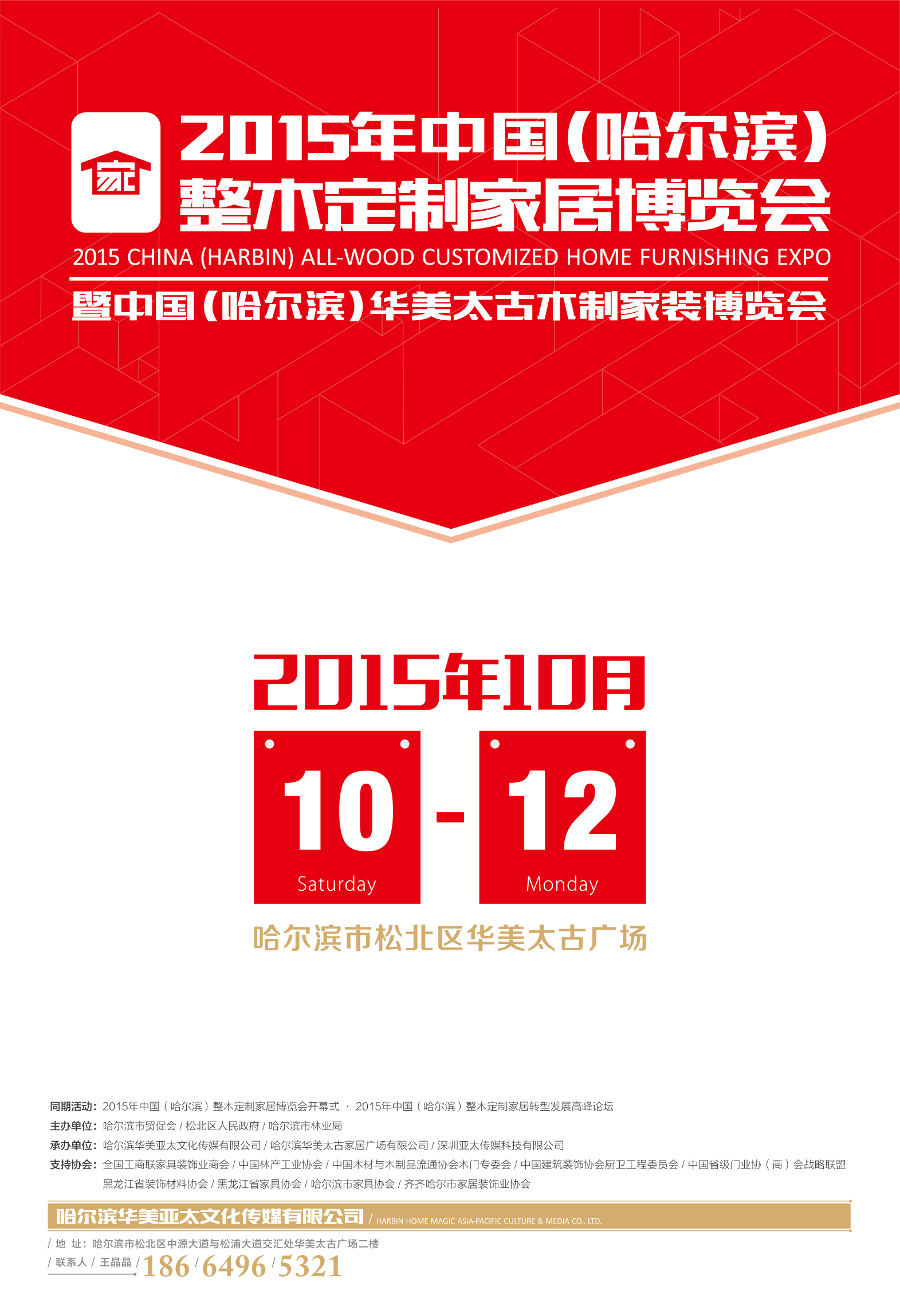 家
2015年中国(哈尔滨)
整木定制家居博览会
2015 CHINA (HARBIN) ALL-WOOD CUSTOMIZED HOME FURNISHING EXPO
暨中国(哈尔滨)华美太古木制家装博览会
2015年10月
10 - 12
Saturday Monday
哈尔滨市松北区华美太古广场
同期活动：2015年中国（哈尔滨）整木定制家居博览会开幕式 · 2015年中国（哈尔滨）整木定制家居转型发展高峰论坛
主办单位：哈尔滨市贸促会 / 松北区人民政府 / 哈尔滨市林业局
承办单位：哈尔滨华美亚太文化传媒有限公司 / 哈尔滨华美太古家居广场有限公司 / 深圳亚太传媒科技有限公司
支持协会：全国工商联家具装饰业商会 / 中国林产工业协会 / 中国木材与木制品流通协会木门专委会 / 中国建筑装饰协会厨卫工程委员会 / 中国省级门业协（商）会战略联盟
黑龙江省装饰材料协会 / 黑龙江省家具协会 / 哈尔滨市家具协会 / 齐齐哈尔市家居装饰业协会
哈尔滨华美亚太文化传媒有限公司 / HARBIN HOME MAGIC ASIA-PACIFIC CULTURE & MEDIA CO., LTD.
/ 地 址：哈尔滨市松北区中源大道与松浦大道交汇处华美太古广场二楼
/ 联系人 / 王晶晶 / 186 / 6496 / 5321